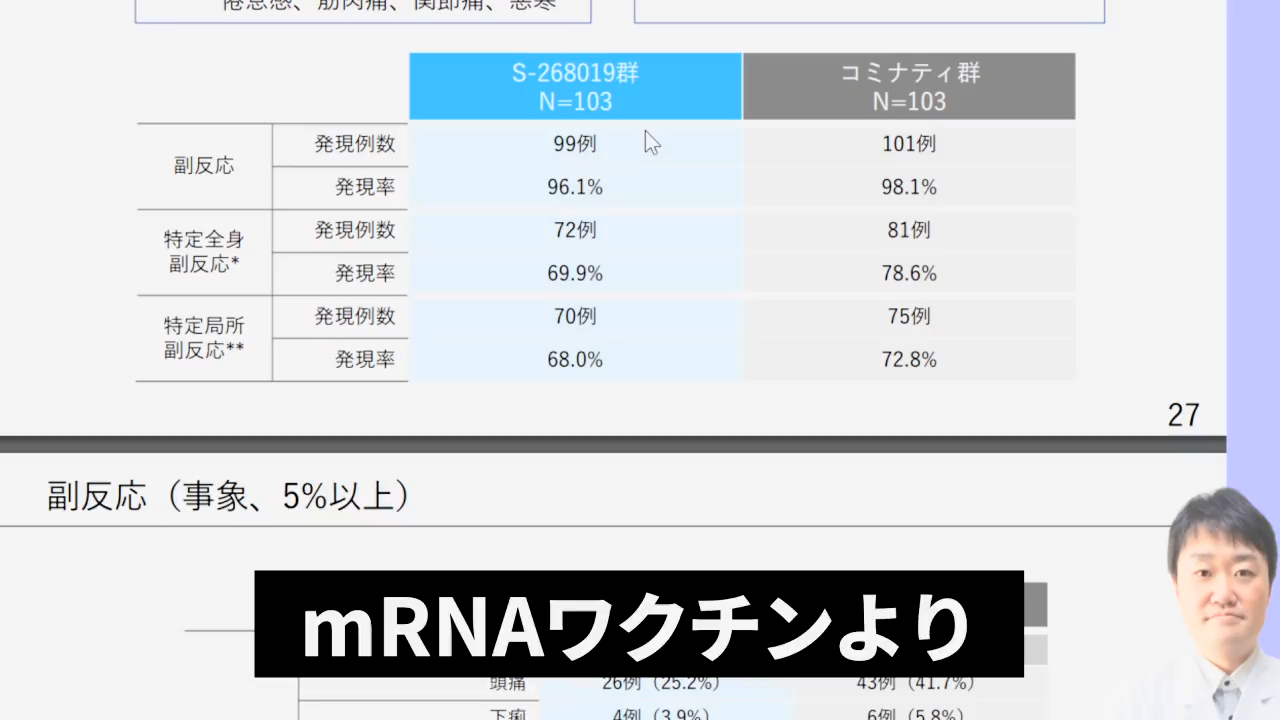 倦怠感、筋肉痛、関節痛、悪寒
S-268019群 コミナティ群
N=103 N=103
副反応 発現例数 99例 101例
発現率 96.1% 98.1%
特定全身 副反応* 発現例数 72例 81例
発現率 69.9% 78.6%
特定局所 副反応** 発現例数 70例 75例
発現率 68.0% 72.8%
27
副反応（事象、5%以上）
mRNAワクチンより
頭痛 26例（25.2%） 43例（41.7%）
下痢 4例（3.9%） 6例（5.8%）